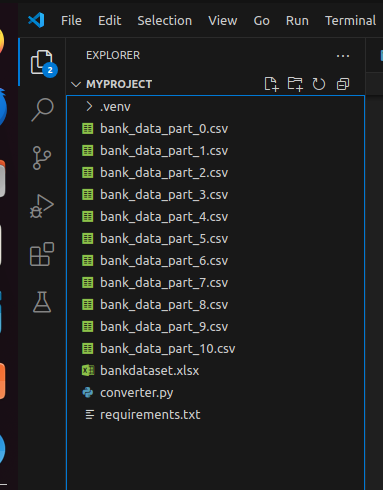 File Edit Selection View Go Run Terminal
EXPLORER
2
MYPROJECT
.venv
bank_data_part_0.csv
bank_data_part_1.csv
bank_data_part_2.csv
bank_data_part_3.csv
bank_data_part_4.csv
bank_data_part_5.csv
bank_data_part_6.csv
bank_data_part_7.csv
bank_data_part_8.csv
bank_data_part_9.csv
bank_data_part_10.csv
bankdataset.xlsx
converter.py
requirements.txt